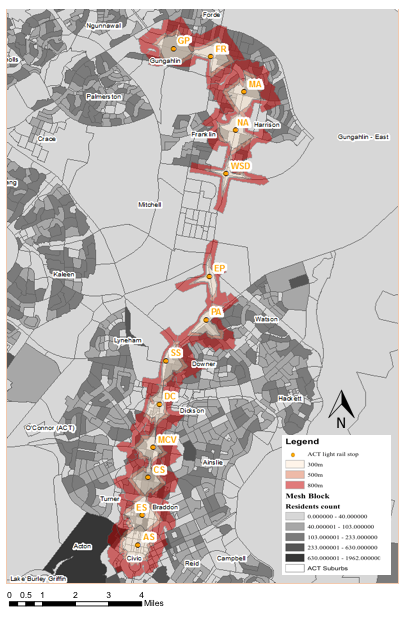 Forde
Ngunnawall
GP
FR
olls
Gungahlin
MA
Palmerston
NA
Harrison
Franklin
Gungahlin - East
Crace
WSD
ng
Mitchell
EP
Kaleen
PA
Watson
Lyneham
SS
Downer
DC
Hackett
Dickson
O'Connor (ACT)
MCV
N
Legend
ACT light rail stop
300m
500m
800m
Mesh Block
Residents count
0.000000 - 40.000000
40.000001 - 103.000000
103.000001 - 233.000000
233.000001 - 630.000000
630.000001 - 1962.000000
ACT Suburbs
Ainslie
CS
Turner
ES
Braddon
AS
Acton
Civic
Reid
Campbell
Lake Burley Griffin
0 0.5 1 2 3 4
Miles